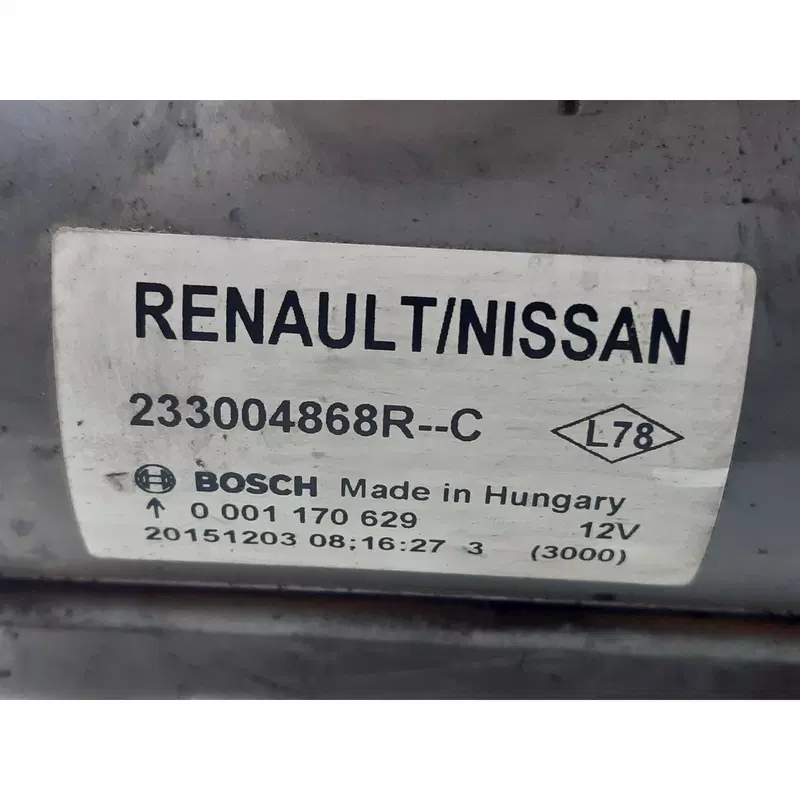 RENAULT/NISSAN
233004868R--C
L78
BOSCH Made in Hungary
↑ 0 001 170 629 12V
20151203 08;16:27 3 (3000)